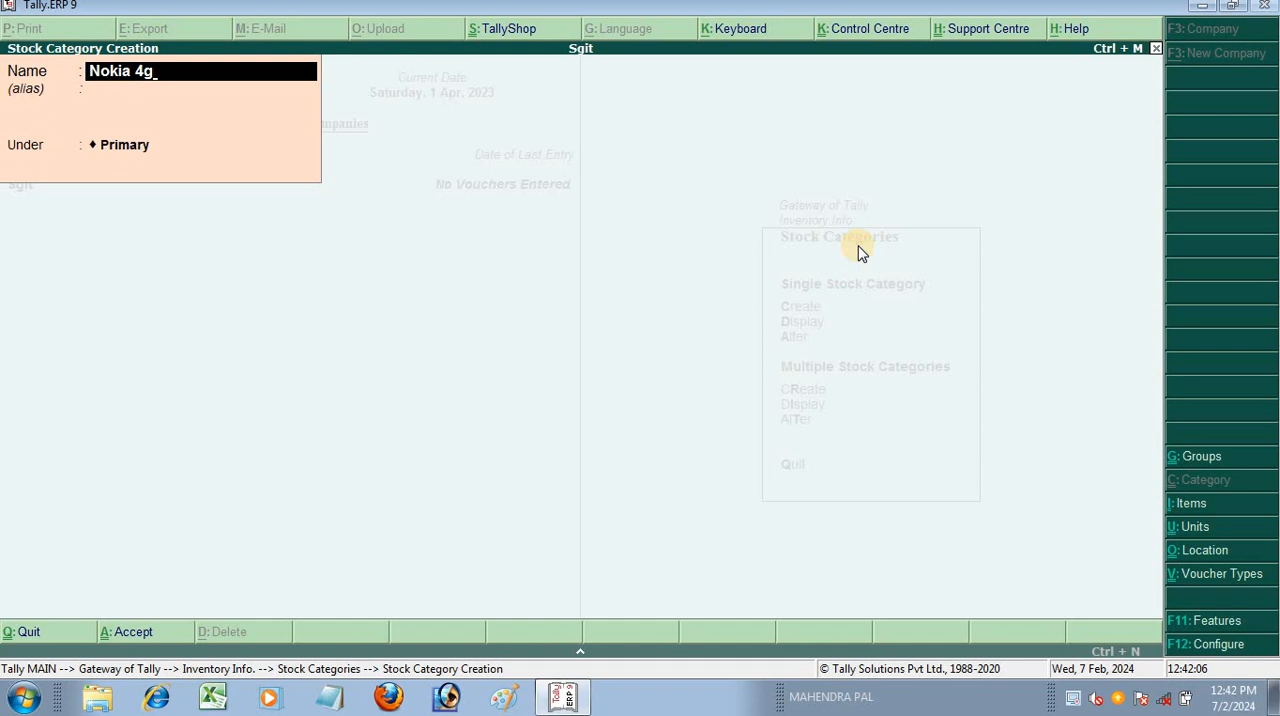 Tally.ERP 9
P: Print
E: Export
M: E-Mail
O: Upload
S: TallyShop
G: Language
K: Keyboard
K: Control Centre
H: Support Centre
H: Help
F3: Company
F3: New Company
Stock Category Creation
Sgit
Ctrl + M
Name : Nokia 4g_
(alias) :
Under : ♦ Primary
Current Date
Saturday, 1 Apr, 2023
mpanies
Date of Last Entry
Sgit
No Vouchers Entered
Gateway of Tally
Inventory Info.
Stock Categories
Single Stock Category
Create
Display
Alter
Multiple Stock Categories
CReate
DIsplay
AlTer
Quit
G: Groups
C: Category
I: Items
U: Units
O: Location
V: Voucher Types
F11: Features
F12: Configure
Q: Quit
A: Accept
D: Delete
Ctrl + N
Tally MAIN --> Gateway of Tally --> Inventory Info. --> Stock Categories --> Stock Category Creation
© Tally Solutions Pvt Ltd., 1988-2020
Wed, 7 Feb, 2024
12:42:06
Tally ERP 9
MAHENDRA PAL
12:42 PM
7/2/2024